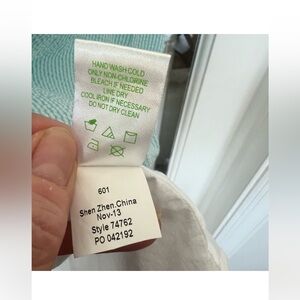 HAND WASH COLD
ONLY NON-CHLORINE
BLEACH IF NEEDED
LINE DRY
COOL IRON IF NECESSARY
DO NOT DRY CLEAN
601
Shen Zhen.China
Nov-13
Style 74762
PO 042192